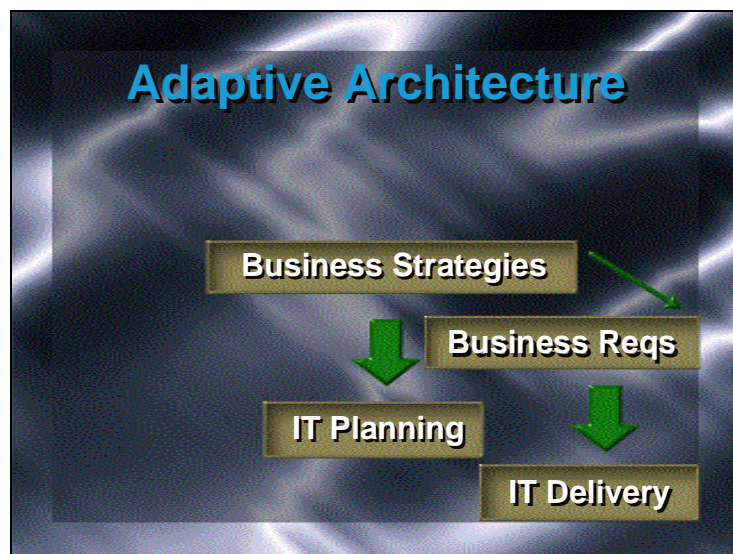 Adaptive Architecture
Business Strategies
Business Reqs
IT Planning
IT Delivery